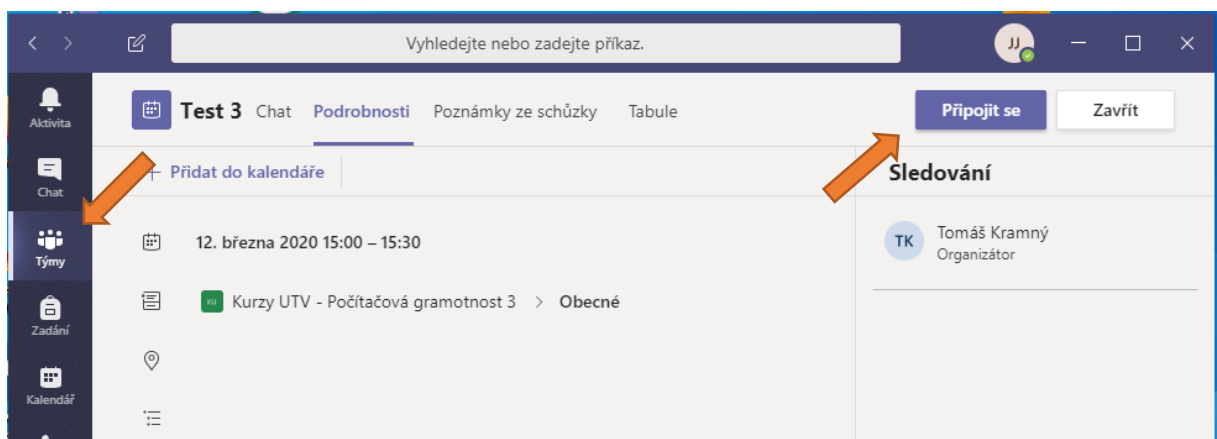 Vyhledejte nebo zadejte příkaz.
JJ
Aktivita
Test 3 Chat Podrobnosti Poznámky ze schůzky Tabule
Připojit se
Zavřít
Chat
+ Přidat do kalendáře
Sledování
Týmy
12. března 2020 15:00 – 15:30
TK
Tomáš Kramný
Organizátor
Zadání
KU Kurzy UTV - Počítačová gramotnost 3 > Obecné
Kalendář